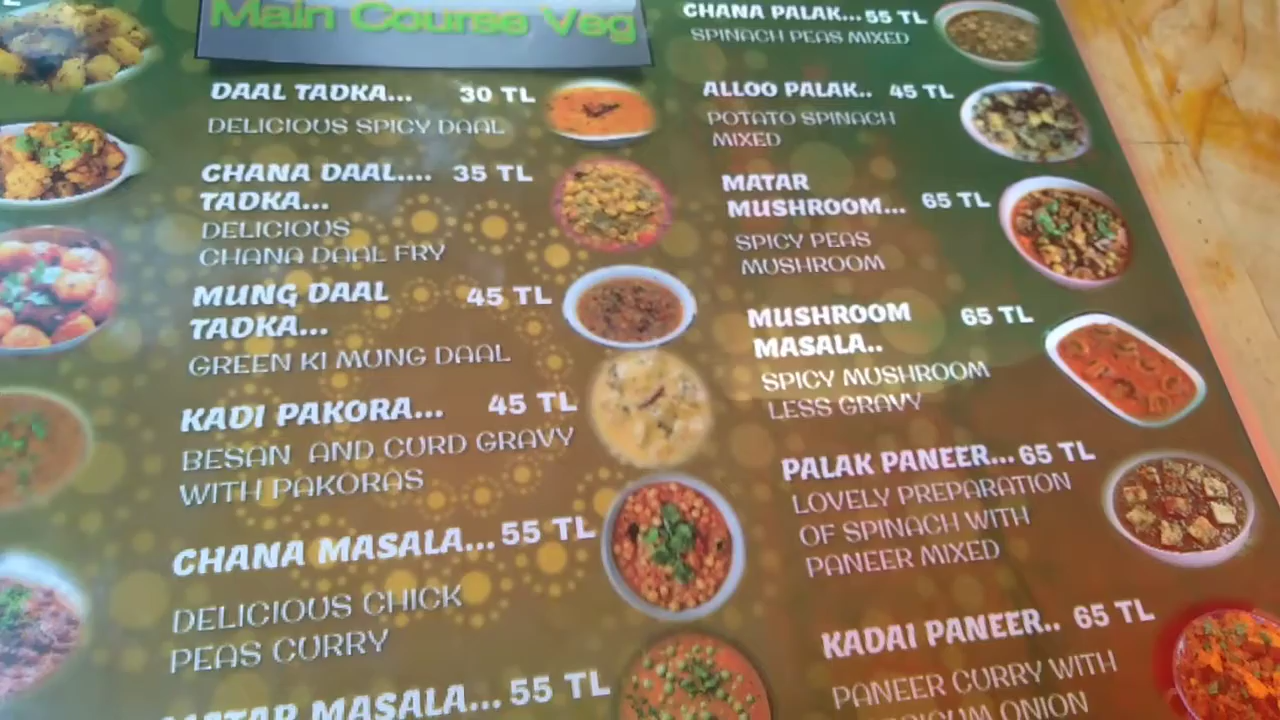 L
Main Course Veg
DAAL TADKA... 30 TL
DELICIOUS SPICY DAAL
CHANA DAAL.... 35 TL
TADKA...
DELICIOUS
CHANA DAAL FRY
MUNG DAAL 45 TL
TADKA...
GREEN KI MUNG DAAL
KADI PAKORA... 45 TL
BESAN AND CURD GRAVY
WITH PAKORAS
CHANA MASALA... 55 TL
DELICIOUS CHICK
PEAS CURRY
MATAR MASALA... 55 TL
CHANA PALAK... 55 TL
SPINACH PEAS MIXED
ALLOO PALAK.. 45 TL
POTATO SPINACH
MIXED
MATAR
MUSHROOM... 65 TL
SPICY PEAS
MUSHROOM
MUSHROOM 65 TL
MASALA..
SPICY MUSHROOM
LESS GRAVY
PALAK PANEER... 65 TL
LOVELY PREPARATION
OF SPINACH WITH
PANEER MIXED
KADAI PANEER.. 65 TL
PANEER CURRY WITH
ONION